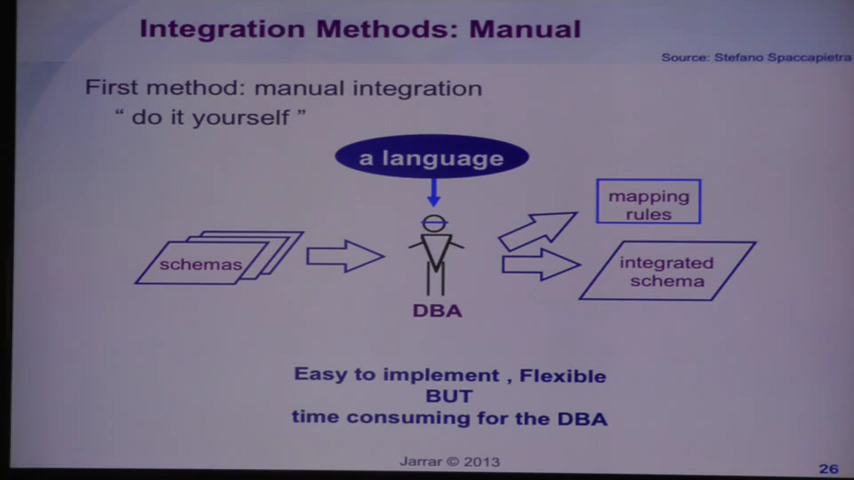 Integration Methods: Manual
Source: Stefano Spaccapietra
First method: manual integration
“ do it yourself ”
a language
mapping
rules
schemas
integrated
schema
DBA
Easy to implement , Flexible
BUT
time consuming for the DBA
Jarrar © 2013
26